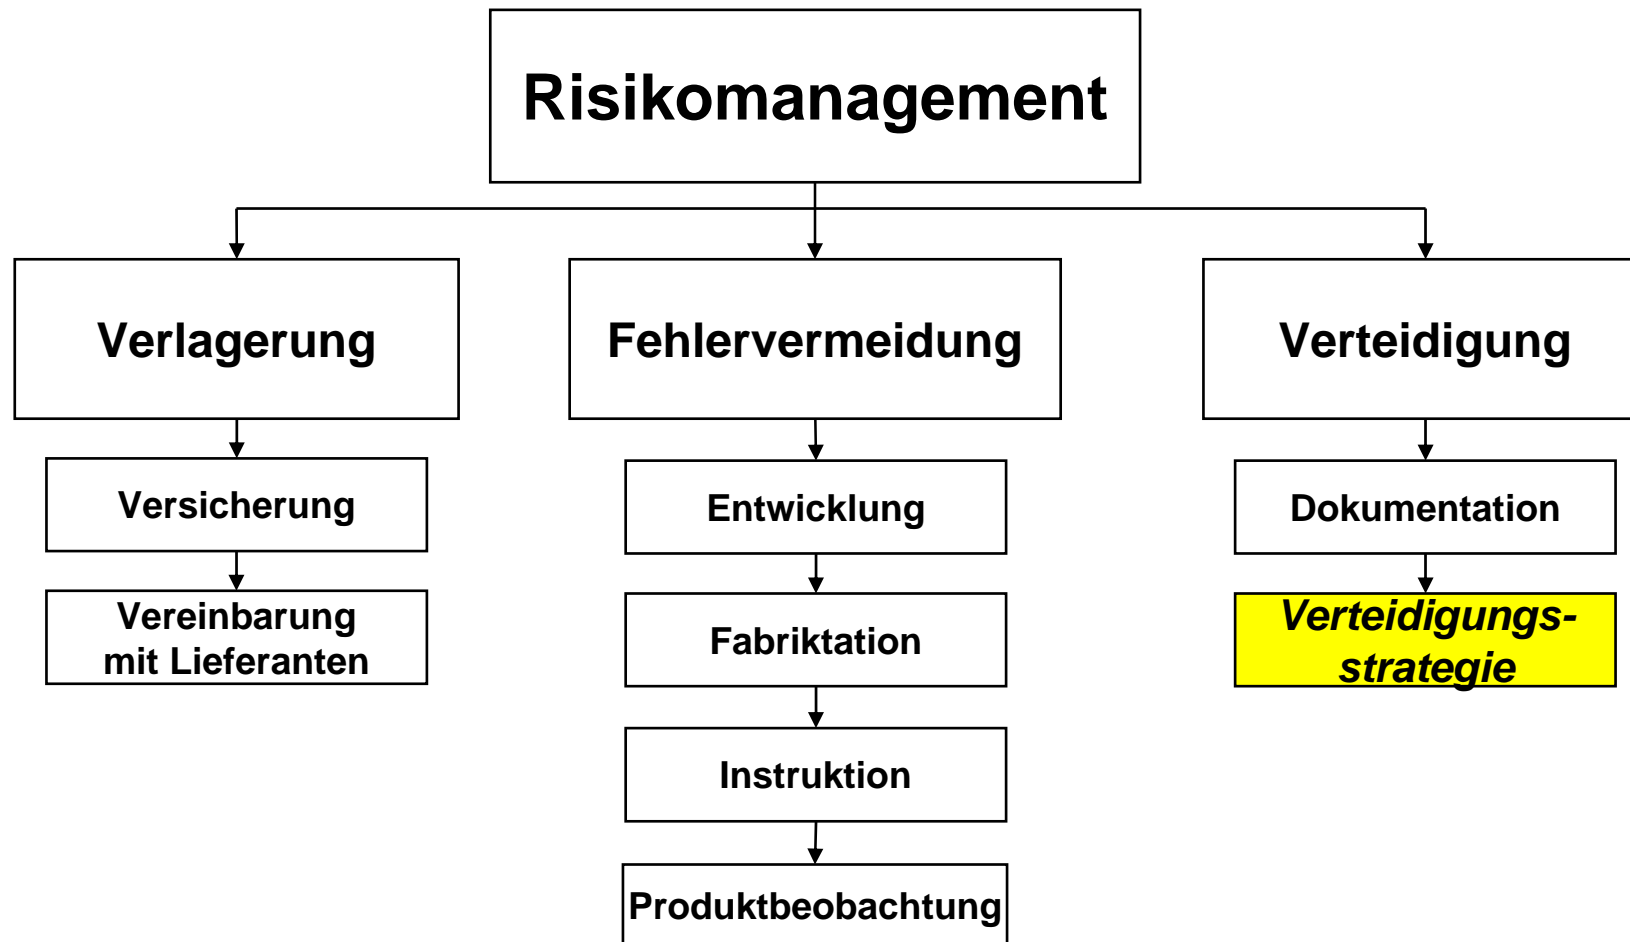 Risikomanagement
Verlagerung
Fehlervermeidung
Verteidigung
Versicherung
Entwicklung
Dokumentation
Vereinbarung
mit Lieferanten
Fabriktation
Verteidigungs-
strategie
Instruktion
Produktbeobachtung